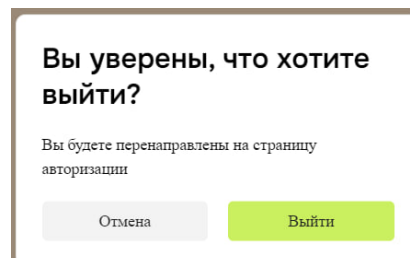 Вы уверены, что хотите
выйти?
Вы будете перенаправлены на страницу
авторизации
Отмена
Выйти